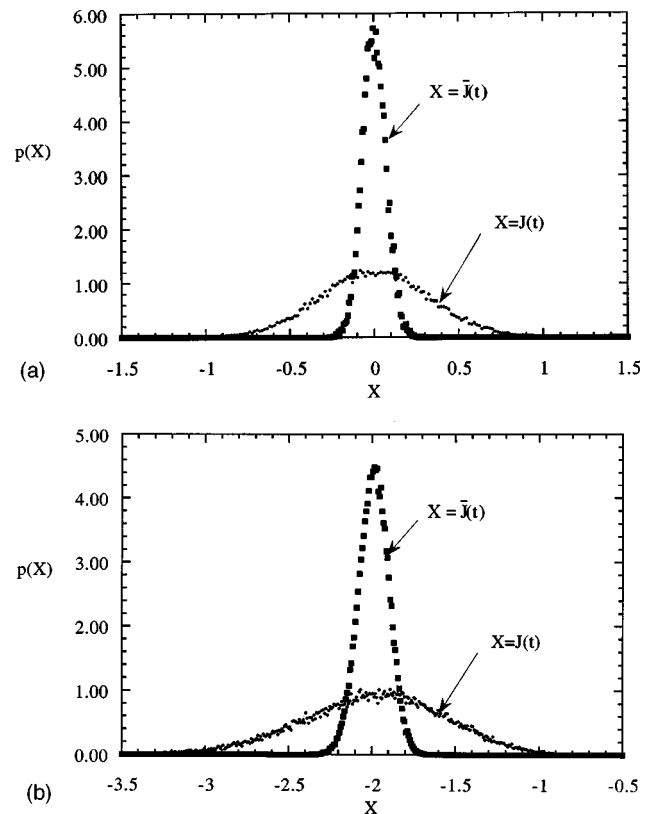 6.00
5.00
4.00
3.00
2.00
1.00
0.00
p(X)
X = J̄(t)
X=J(t)
-1.5 -1 -0.5 0 0.5 1 1.5
X
(a)
5.00
4.00
3.00
2.00
1.00
0.00
p(X)
X = J̄(t)
X=J(t)
-3.5 -3 -2.5 -2 -1.5 -1 -0.5
X
(b)